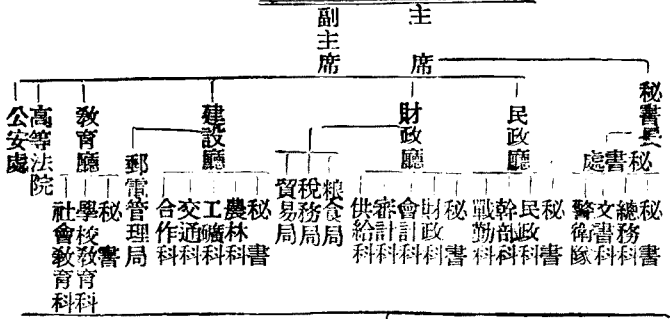 主席
副主席
秘書長
秘書處
秘書
總務科
文書科
警衛隊
民政廳
秘書
民政科
幹部科
戰勤科
財政廳
秘書
財政科
會計科
審計科
供給科
粮食局
稅務局
貿易局
建設廳
秘書
農林科
工礦科
交通科
合作科
郵電管理局
教育廳
秘書
學校教育科
社會教育科
高等法院
公安處